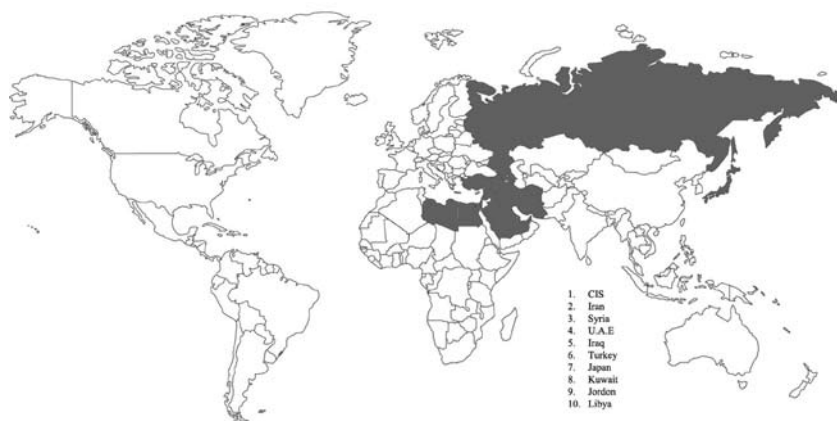 1. CIS
2. Iran
3. Syria
4. U.A.E
5. Iraq
6. Turkey
7. Japan
8. Kuwait
9. Jordon
10. Libya